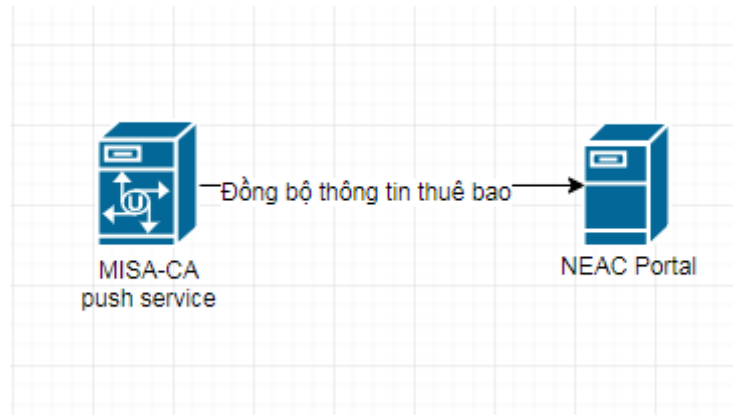 Đồng bộ thông tin thuê bao
MISA-CA
push service
NEAC Portal